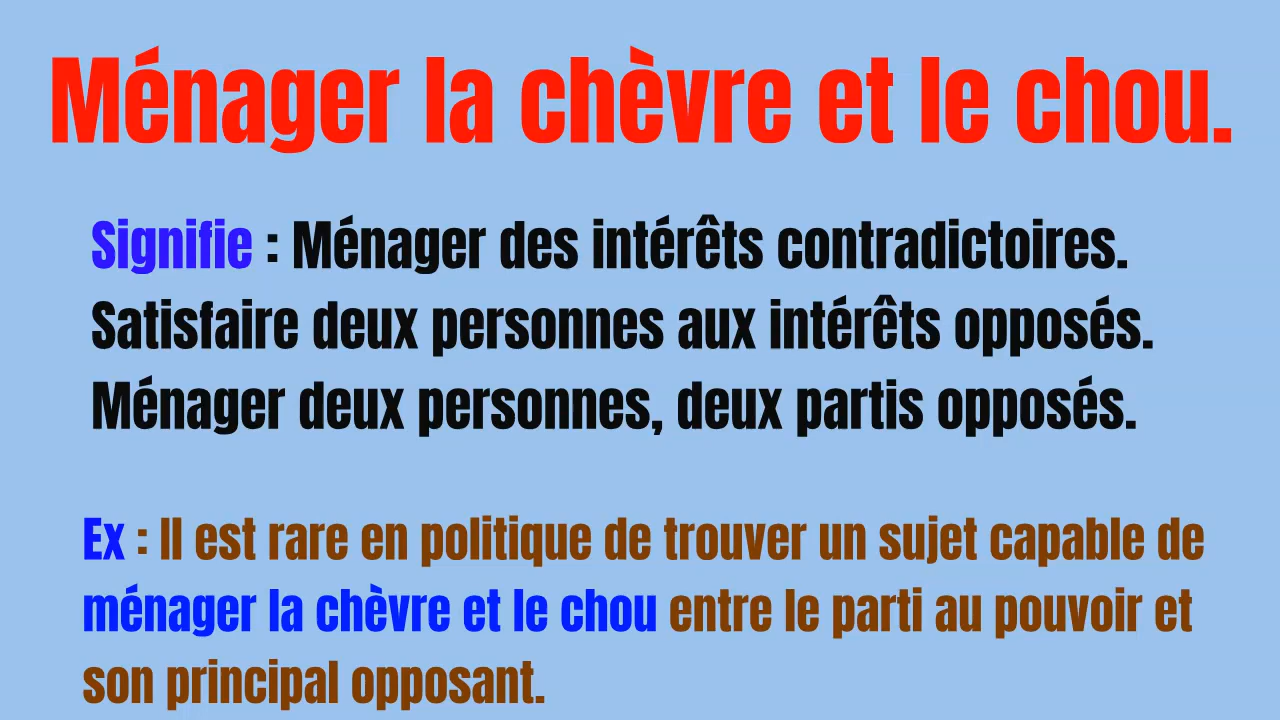 Ménager la chèvre et le chou.
Signifie : Ménager des intérêts contradictoires.
Satisfaire deux personnes aux intérêts opposés.
Ménager deux personnes, deux partis opposés.
Ex : Il est rare en politique de trouver un sujet capable de
ménager la chèvre et le chou entre le parti au pouvoir et
son principal opposant.